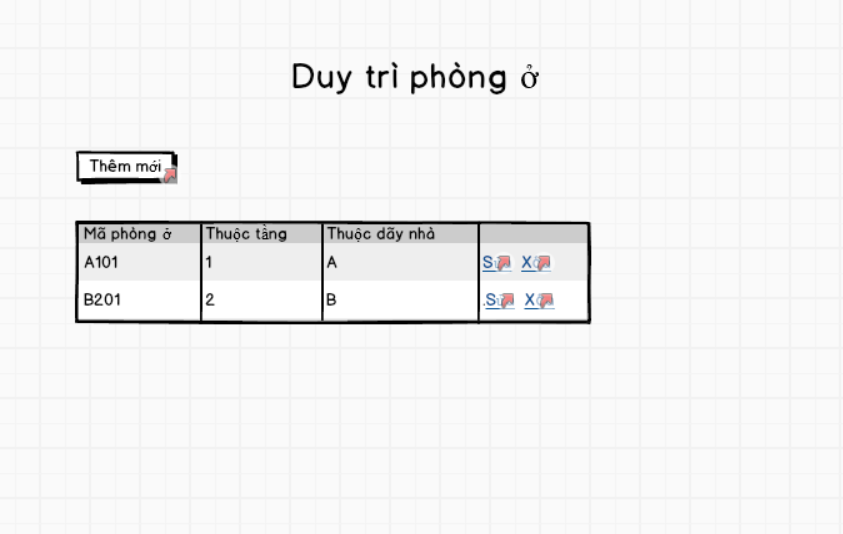 Duy trì phòng ở
Thêm mới
Mã phòng ở Thuộc tầng Thuộc dãy nhà
A101 1 A
B201 2 B